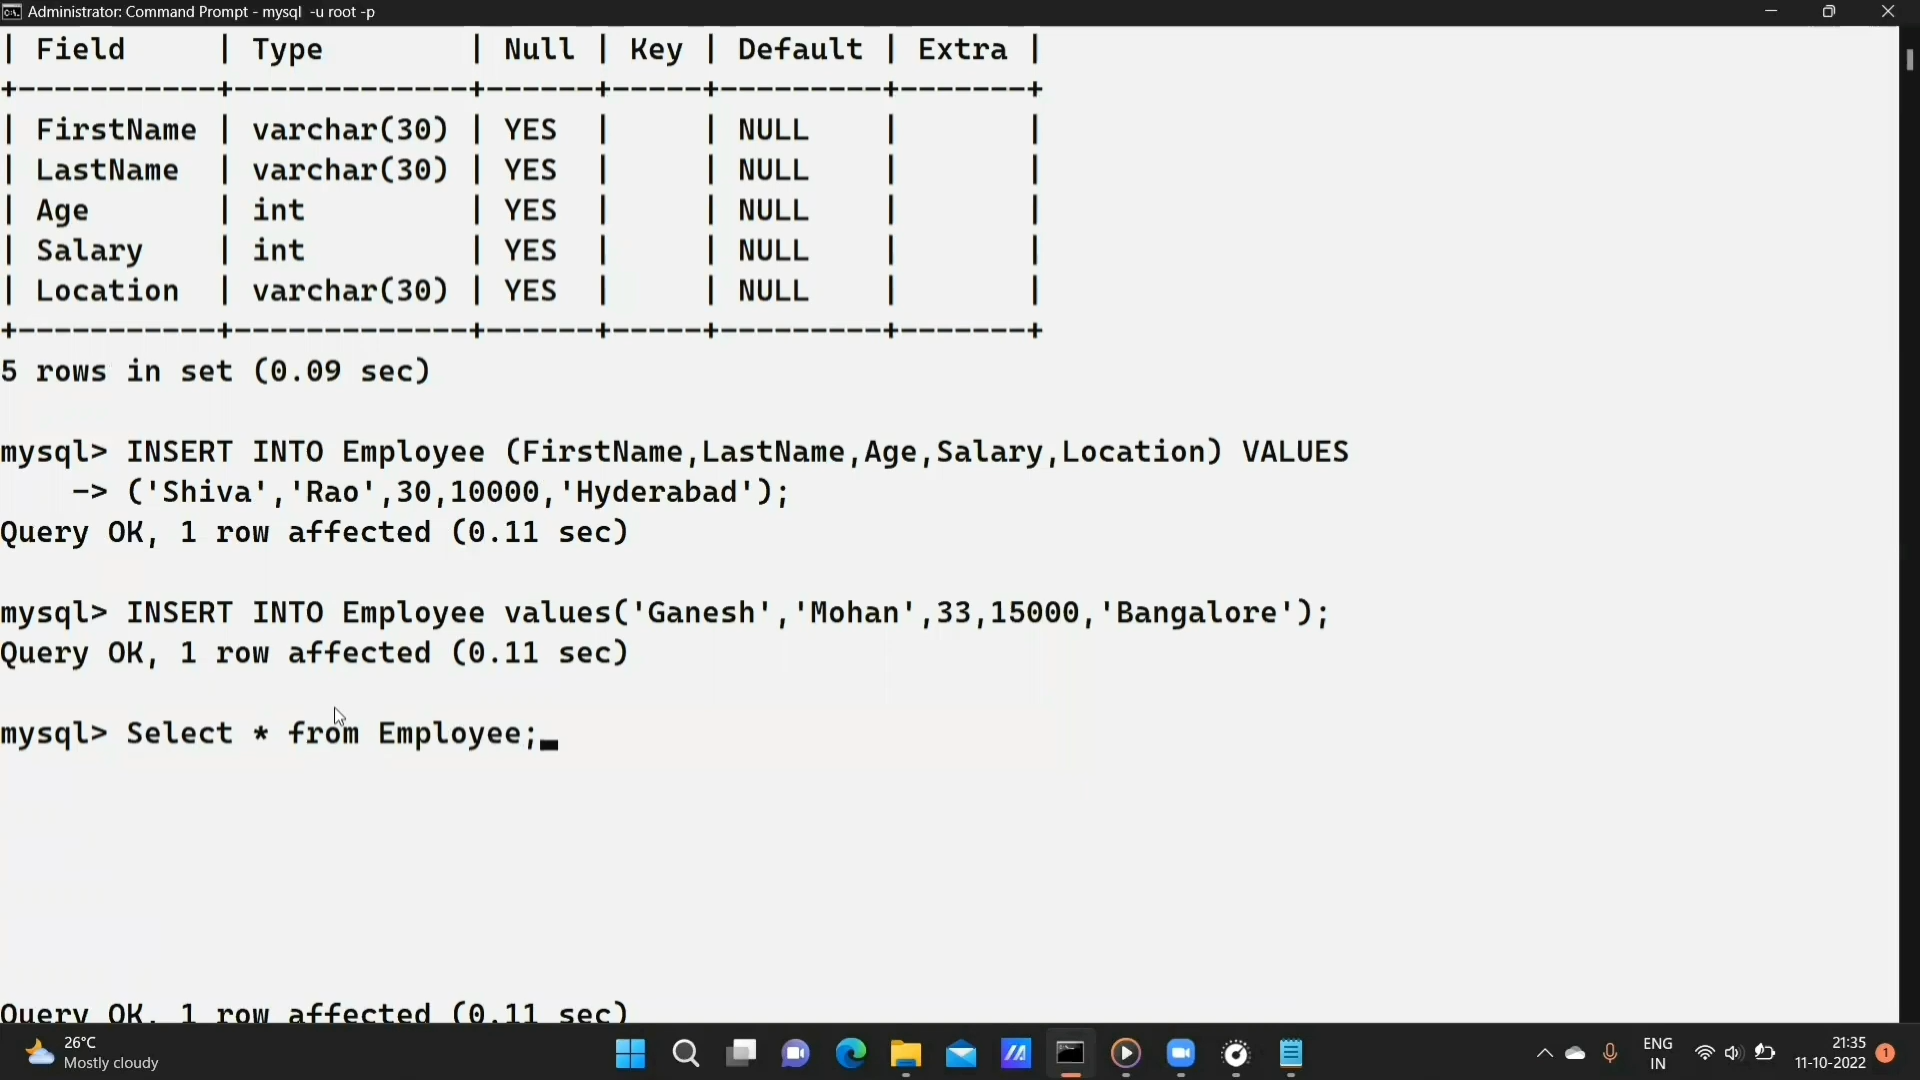 Administrator: Command Prompt - mysql -u root -p
| Field     | Type        | Null | Key | Default | Extra |
+-----------+-------------+------+-----+---------+-------+
| FirstName | varchar(30) | YES  |     | NULL    |       |
| LastName  | varchar(30) | YES  |     | NULL    |       |
| Age       | int         | YES  |     | NULL    |       |
| Salary    | int         | YES  |     | NULL    |       |
| Location  | varchar(30) | YES  |     | NULL    |       |
+-----------+-------------+------+-----+---------+-------+
5 rows in set (0.09 sec)
mysql> INSERT INTO Employee (FirstName,LastName,Age,Salary,Location) VALUES
    -> ('Shiva','Rao',30,10000,'Hyderabad');
Query OK, 1 row affected (0.11 sec)
mysql> INSERT INTO Employee values('Ganesh','Mohan',33,15000,'Bangalore');
Query OK, 1 row affected (0.11 sec)
mysql> Select * from Employee;
Query OK, 1 row affected (0.11 sec)
26°C
Mostly cloudy
ENG
IN
21:35
11-10-2022
1